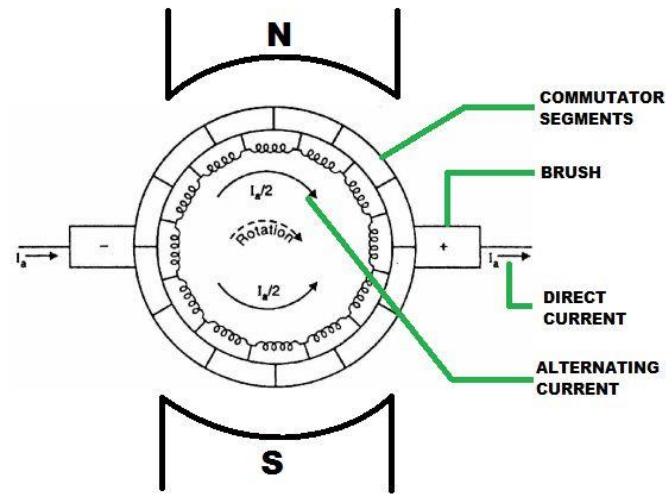 N
COMMUTATOR
SEGMENTS
BRUSH
Ia/2
Rotation
−
+
Ia
Ia
Ia/2
DIRECT
CURRENT
ALTERNATING
CURRENT
S